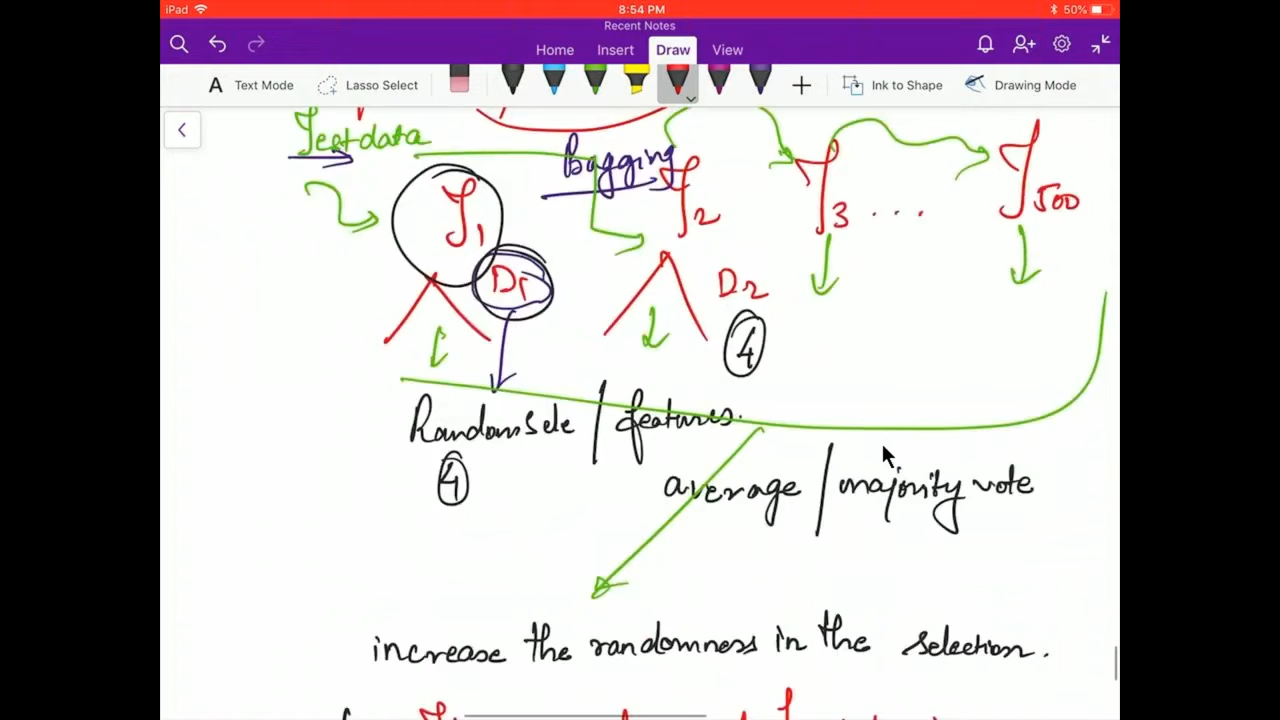 iPad 8:54 PM 50%
Recent Notes
Home Insert Draw View
A Text Mode Lasso Select Ink to Shape Drawing Mode
Test data
Bagging
T1 T2 T3 ... T500
D1 D2
4
Random Sele / features.
4
average / majority vote
increase the randomness in the selection.